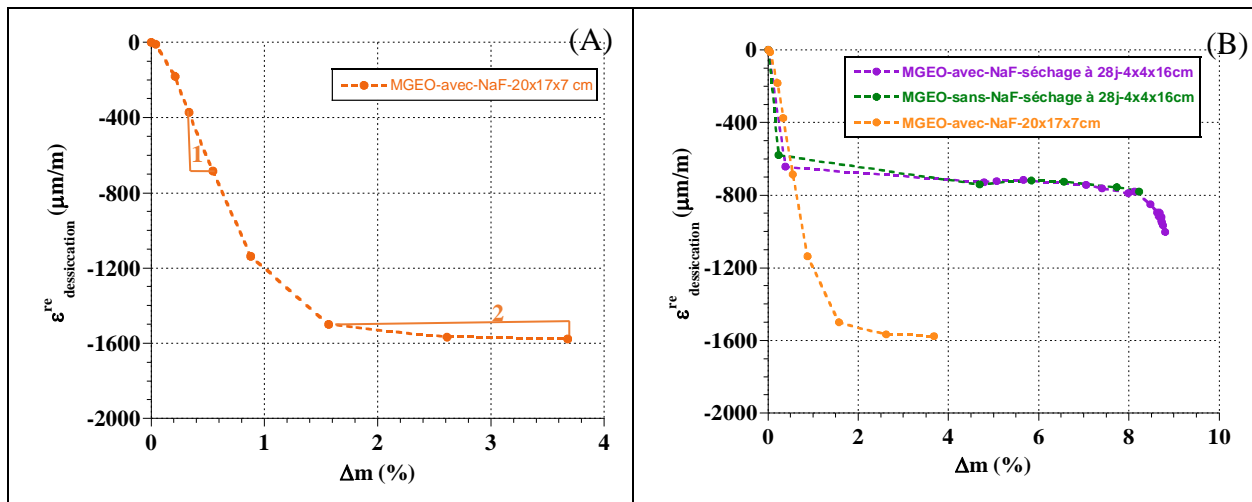 (A)
MGEO-avec-NaF-20x17x7 cm
0
-400
-800
-1200
-1600
-2000
ε^re dessiccation (μm/m)
1
2
0 1 2 3 4
Δm (%)
(B)
MGEO-avec-NaF-séchage à 28j-4x4x16cm
MGEO-sans-NaF-séchage à 28j-4x4x16cm
MGEO-avec-NaF-20x17x7cm
0
-400
-800
-1200
-1600
-2000
ε^re dessiccation (μm/m)
0 2 4 6 8 10
Δm (%)